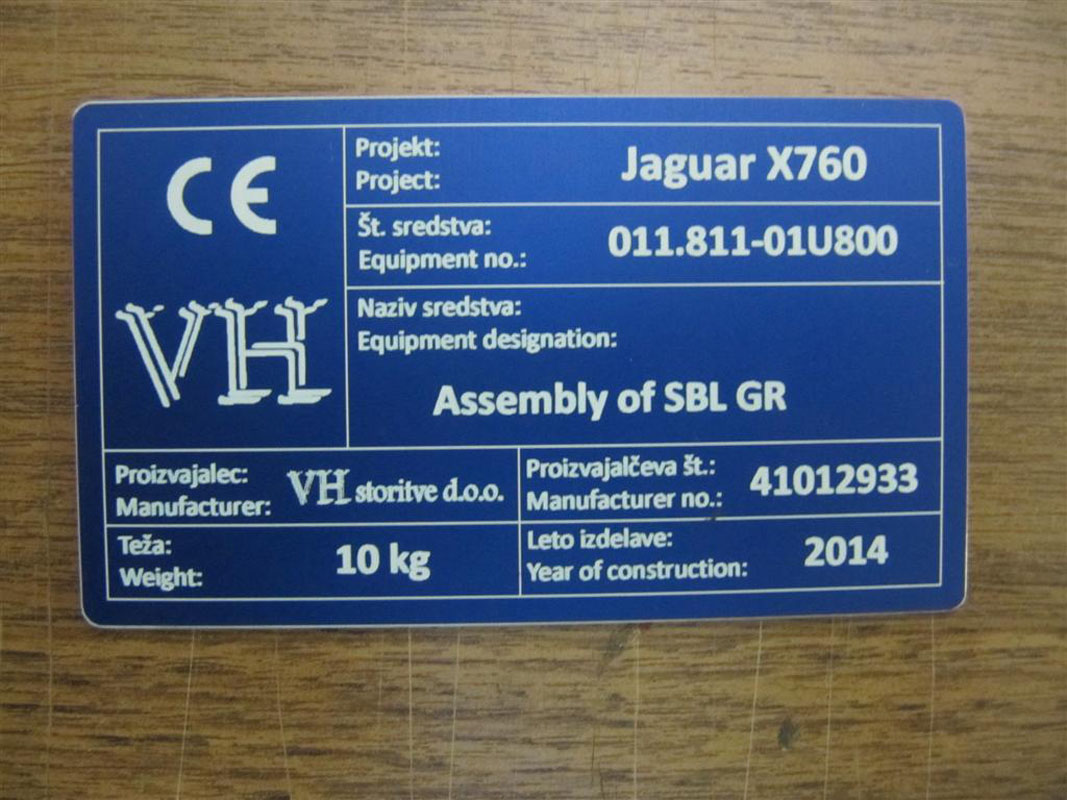 CE
VH
Projekt:
Project:
Jaguar X760
Št. sredstva:
Equipment no.:
011.811-01U800
Naziv sredstva:
Equipment designation:
Assembly of SBL GR
Proizvajalec:
Manufacturer:
VH storitve d.o.o.
Proizvajalčeva št.:
Manufacturer no.:
41012933
Teža:
Weight:
10 kg
Leto izdelave:
Year of construction:
2014